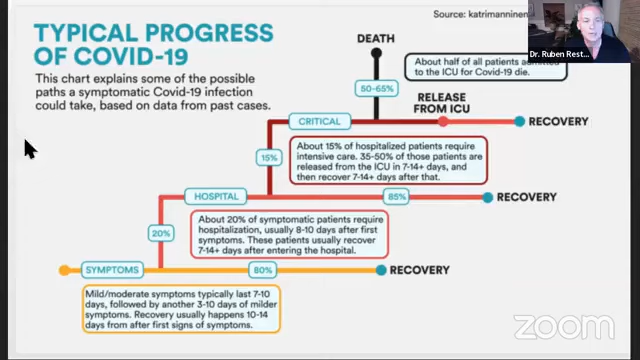 Source: katrimanninen
TYPICAL PROGRESS
OF COVID-19
This chart explains some of the possible
paths a symptomatic Covid-19 infection
could take, based on data from past cases.
DEATH
About half of all patients admitted
to the ICU for Covid-19 die.
50-65%
RELEASE
FROM ICU
CRITICAL
RECOVERY
About 15% of hospitalized patients require
intensive care. 35-50% of those patients are
released from the ICU in 7-14+ days, and
then recover 7-14+ days after that.
15%
HOSPITAL
85%
RECOVERY
About 20% of symptomatic patients require
hospitalization, usually 8-10 days after first
symptoms. These patients usually recover
7-14+ days after entering the hospital.
20%
SYMPTOMS
80%
RECOVERY
Mild/moderate symptoms typically last 7-10
days, followed by another 3-10 days of milder
symptoms. Recovery usually happens 10-14
days from after first signs of symptoms.
Dr. Ruben Rest...
zoom